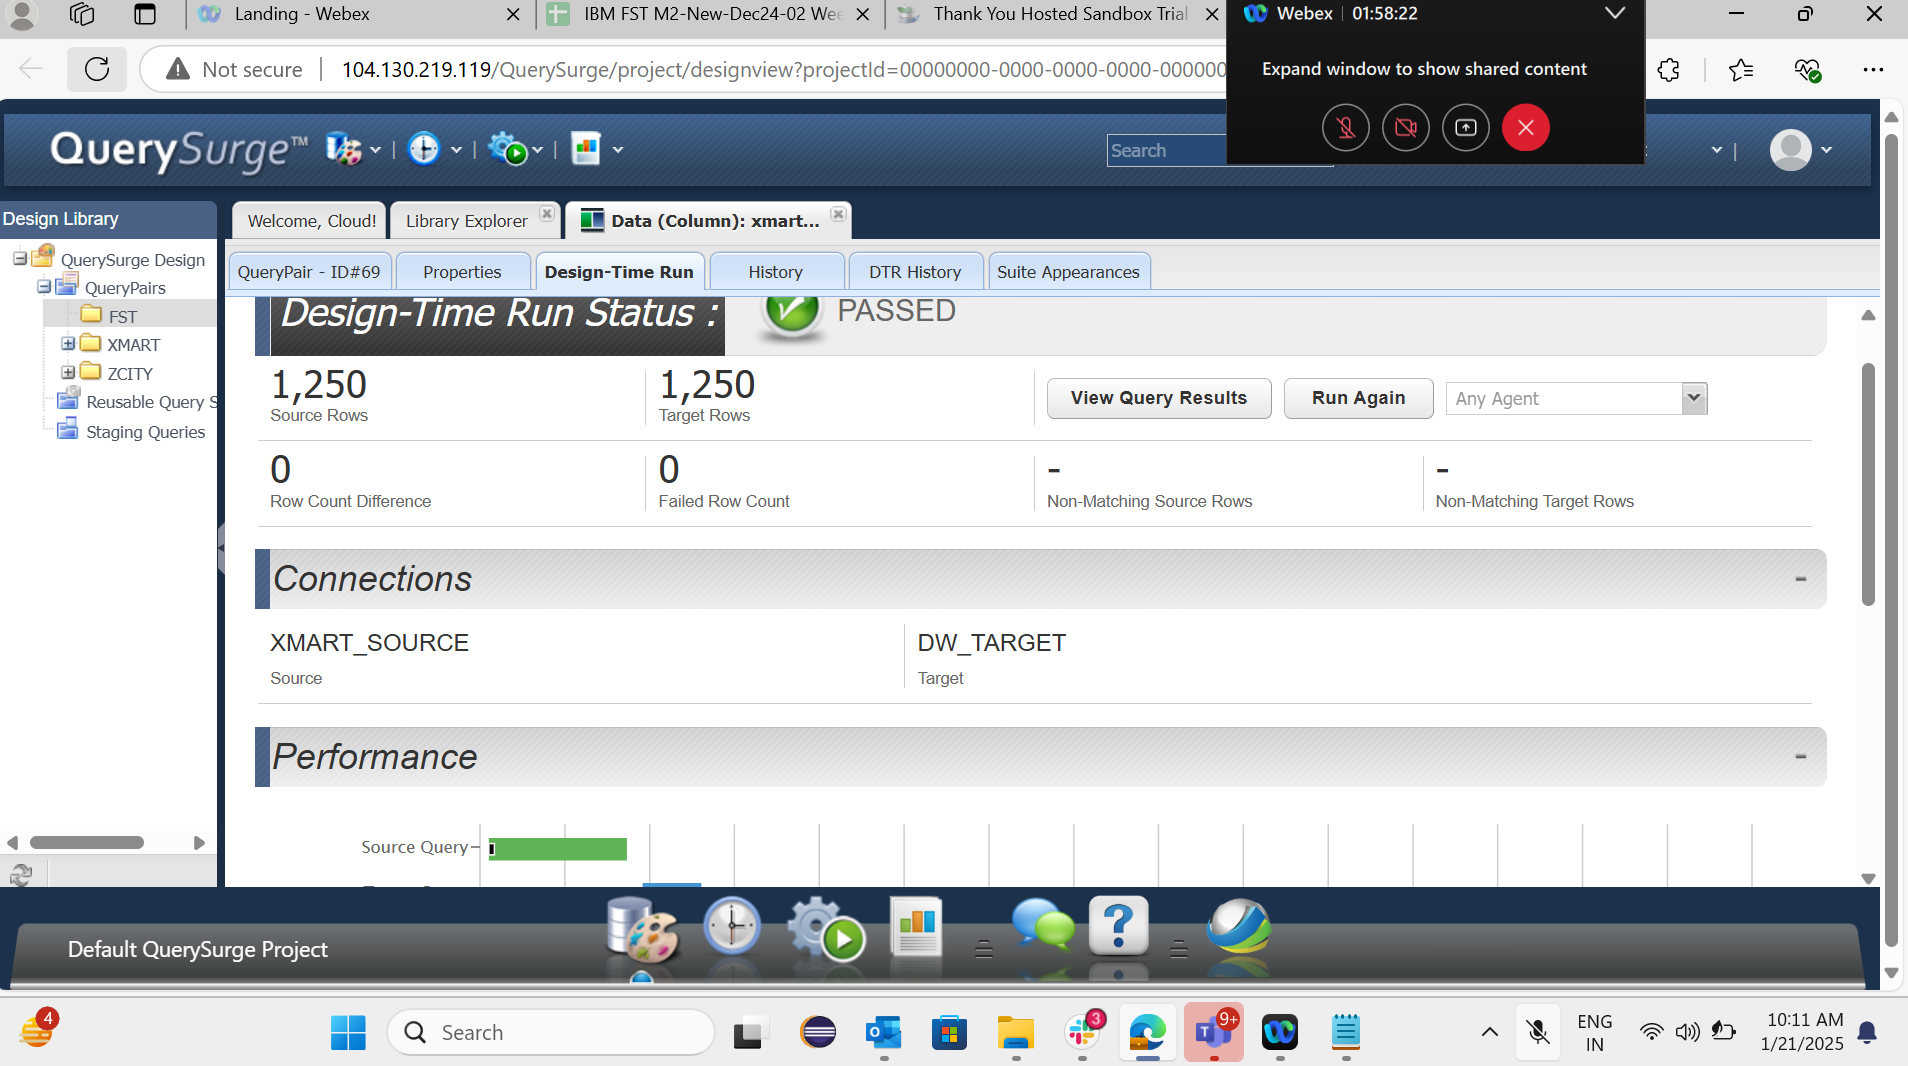 Landing - Webex
IBM FST M2-New-Dec24-02 Wee
Thank You Hosted Sandbox Trial
Webex | 01:58:22
Expand window to show shared content
Not secure
104.130.219.119/QuerySurge/project/designview?projectId=00000000-0000-0000-0000-000000
QuerySurge™
Search
Design Library
Welcome, Cloud!
Library Explorer
Data (Column): xmart...
QueryPair - ID#69
Properties
Design-Time Run
History
DTR History
Suite Appearances
QuerySurge Design
QueryPairs
FST
XMART
ZCITY
Reusable Query S
Staging Queries
Design-Time Run Status :
PASSED
1,250
Source Rows
1,250
Target Rows
View Query Results
Run Again
Any Agent
0
Row Count Difference
0
Failed Row Count
-
Non-Matching Source Rows
-
Non-Matching Target Rows
Connections
XMART_SOURCE
Source
DW_TARGET
Target
Performance
Source Query
Default QuerySurge Project
4
Search
3
9+
ENG
IN
10:11 AM
1/21/2025